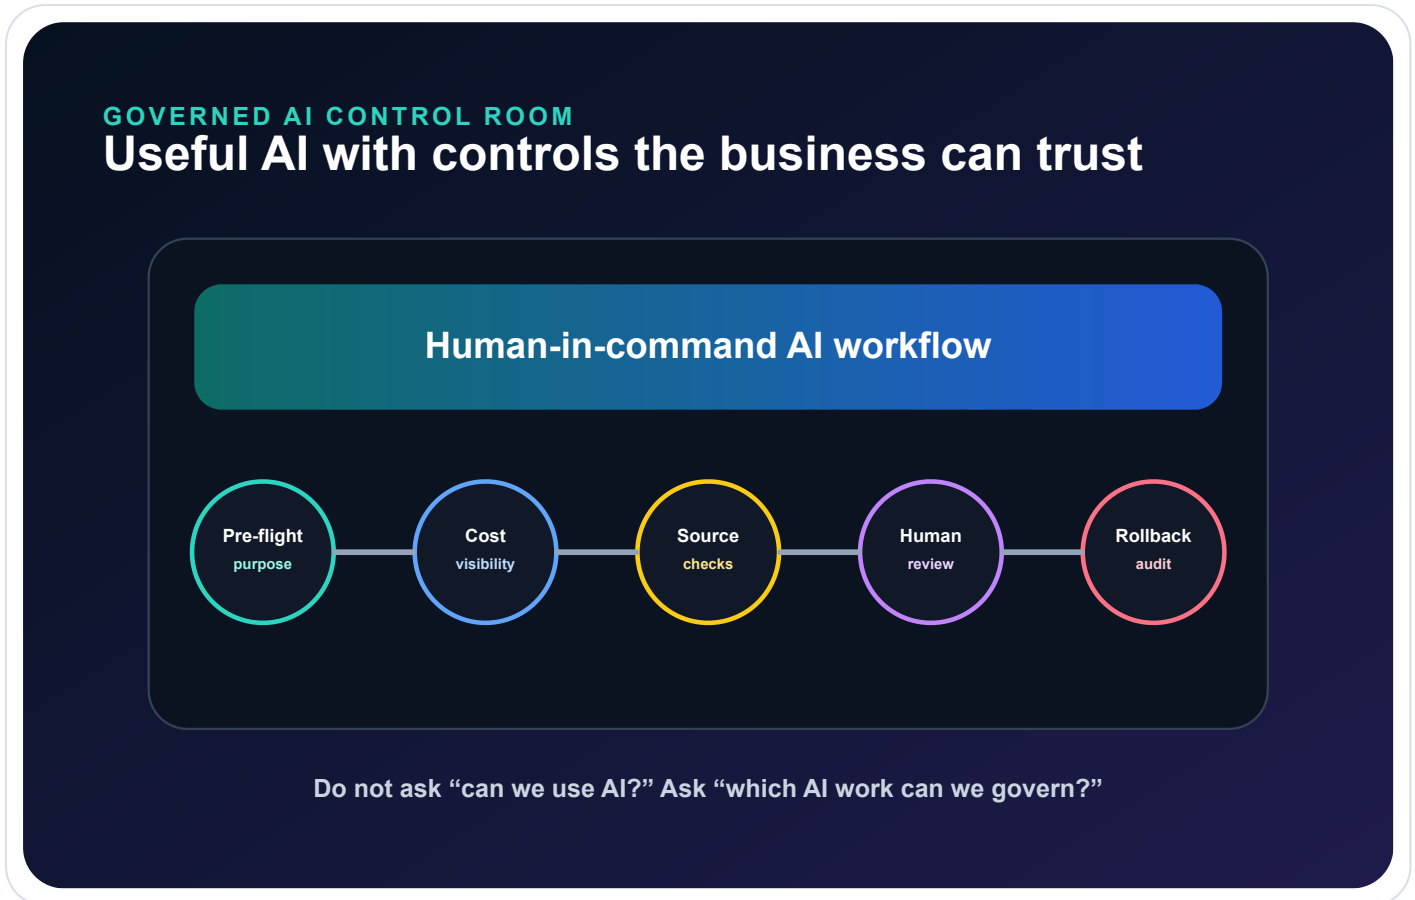 GOVERNED AI CONTROL ROOM
Useful AI with controls the business can trust
Human-in-command AI workflow
Pre-flight
purpose
Cost
visibility
Source
checks
Human
review
Rollback
audit
Do not ask “can we use AI?” Ask “which AI work can we govern?”